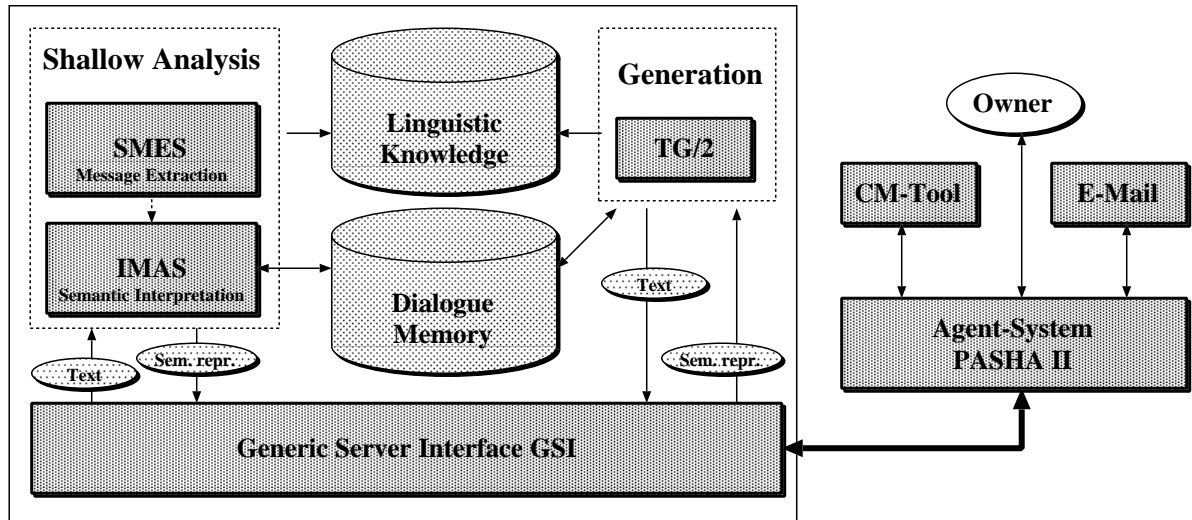 Shallow Analysis
SMES
Message Extraction
IMAS
Semantic Interpretation
Linguistic
Knowledge
Dialogue
Memory
Generation
TG/2
Text
Sem. repr.
Text
Sem. repr.
Generic Server Interface GSI
Owner
CM-Tool
E-Mail
Agent-System
PASHA II